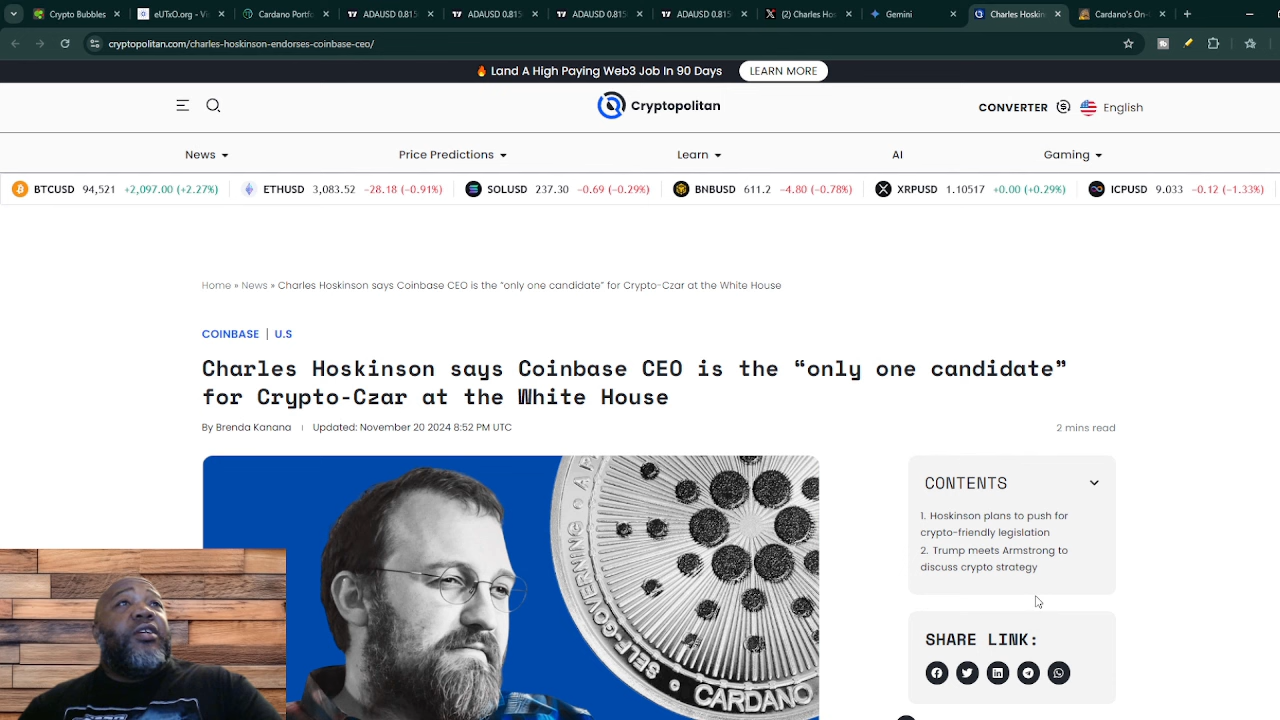 Crypto Bubbles
eUTxO.org - Vi
Cardano Portf
ADAUSD 0.815
ADAUSD 0.815
ADAUSD 0.815
ADAUSD 0.815
(2) Charles Hos
Gemini
Charles Hoskin
Cardano's On-
cryptopolitan.com/charles-hoskinson-endorses-coinbase-ceo/
🔥 Land A High Paying Web3 Job In 90 Days LEARN MORE
Cryptopolitan
CONVERTER
English
News
Price Predictions
Learn
AI
Gaming
BTCUSD 94,521 +2,097.00 (+2.27%)
ETHUSD 3,083.52 −28.18 (−0.91%)
SOLUSD 237.30 −0.69 (−0.29%)
BNBUSD 611.2 −4.80 (−0.78%)
XRPUSD 1.10517 +0.00 (+0.29%)
ICPUSD 9.033 −0.12 (−1.33%)
Home » News » Charles Hoskinson says Coinbase CEO is the “only one candidate” for Crypto-Czar at the White House
COINBASE | U.S
Charles Hoskinson says Coinbase CEO is the “only one candidate”
for Crypto-Czar at the White House
By Brenda Kanana | Updated: November 20 2024 8:52 PM UTC
2 mins read
CONTENTS
1. Hoskinson plans to push for
crypto-friendly legislation
2. Trump meets Armstrong to
discuss crypto strategy
SHARE LINK:
SELF-GOVERNING
CARDANO